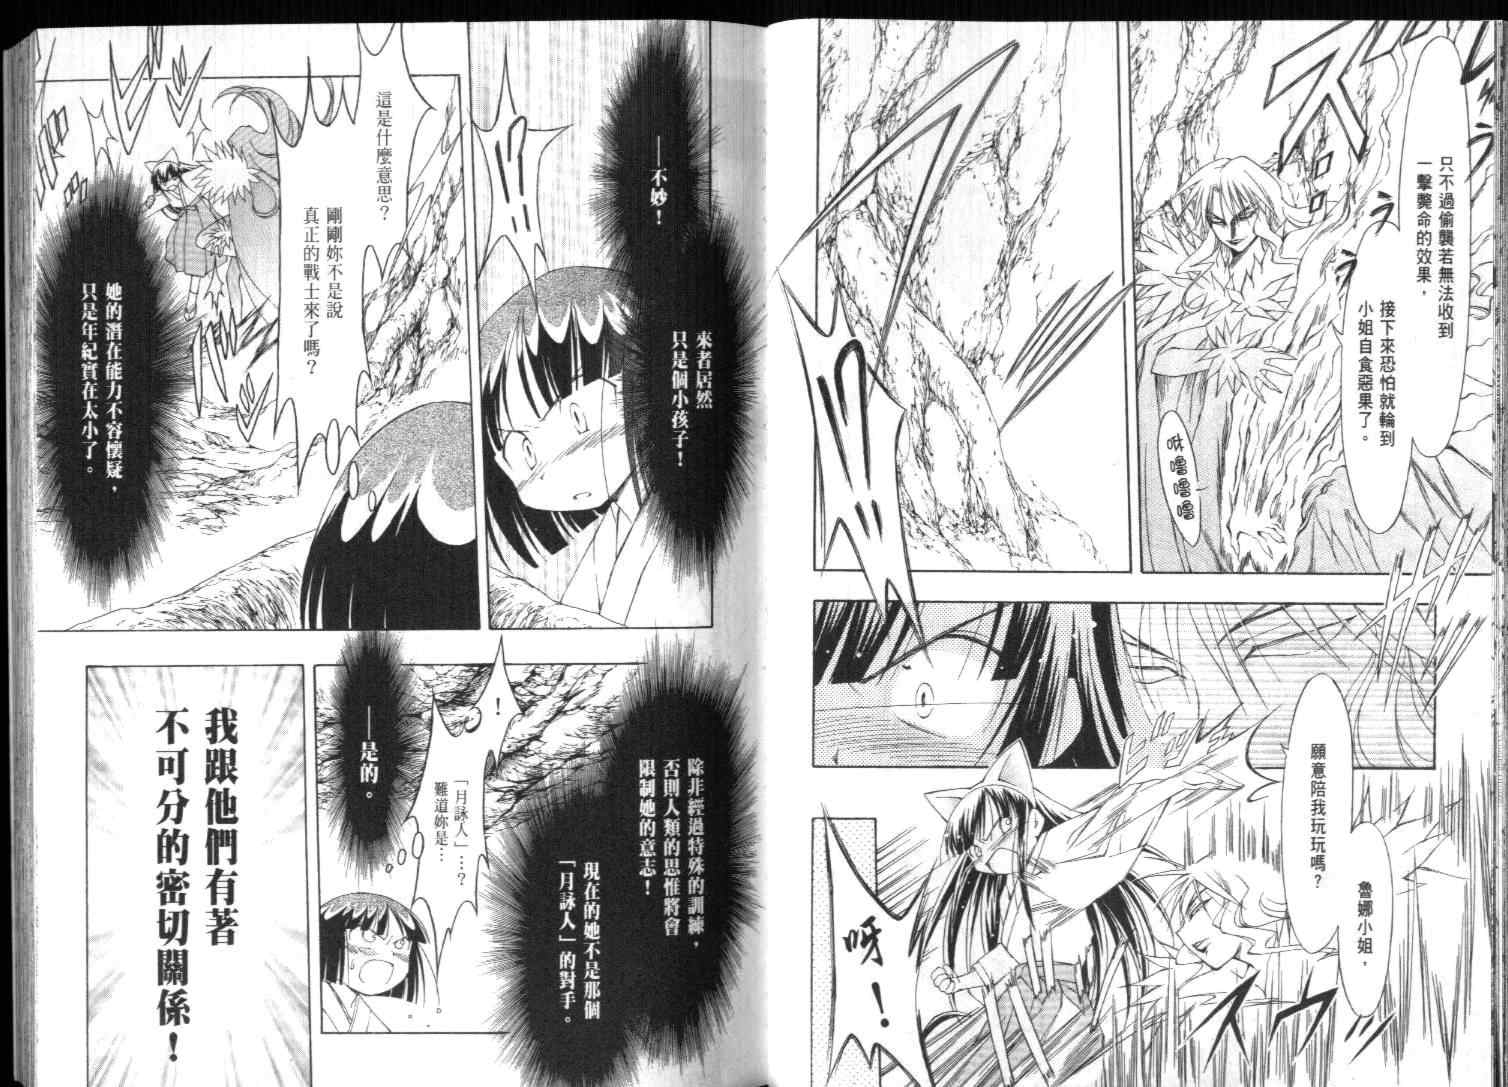 只不過偷襲若無法收到
一擊斃命的效果，
接下來恐怕就輪到
小姐自食惡果了。
咻嚕嚕嚕
！！
魯娜小姐，
願意陪我玩玩嗎？
呀！
——不妙！
來者居然
只是個小孩子！
！？
這是什麼意思？
剛剛妳不是說
真正的戰士來了嗎？
她的潛在能力不容懷疑，
只是年紀實在太小了。
除非經過特殊的訓練，
否則人類的思惟將會
限制她的意志！
現在的她不是那個
「月詠人」的對手。
！
「月詠人」…？
難道妳是…
——是的。
我跟他們有著
不可分的密切關係！